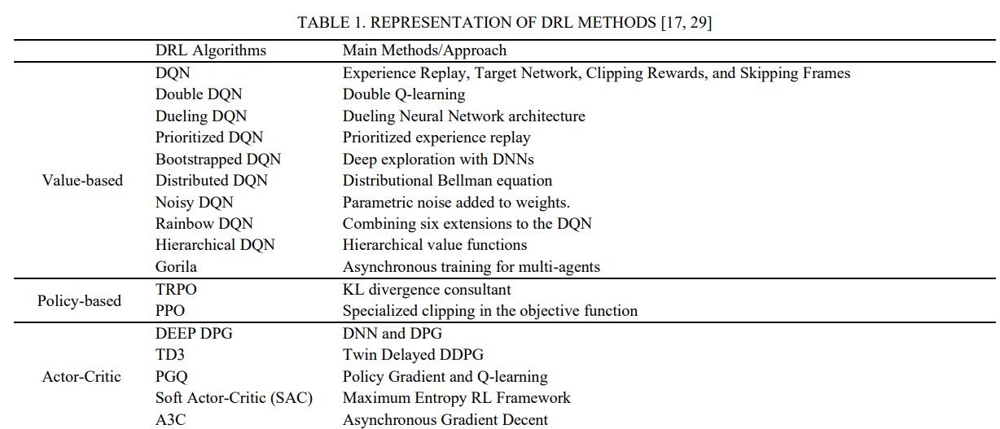 TABLE 1. REPRESENTATION OF DRL METHODS [17, 29]
DRL Algorithms Main Methods/Approach
DQN Experience Replay, Target Network, Clipping Rewards, and Skipping Frames
Double DQN Double Q-learning
Dueling DQN Dueling Neural Network architecture
Prioritized DQN Prioritized experience replay
Bootstrapped DQN Deep exploration with DNNs
Value-based Distributed DQN Distributional Bellman equation
Noisy DQN Parametric noise added to weights.
Rainbow DQN Combining six extensions to the DQN
Hierarchical DQN Hierarchical value functions
Gorila Asynchronous training for multi-agents
Policy-based TRPO KL divergence consultant
PPO Specialized clipping in the objective function
DEEP DPG DNN and DPG
TD3 Twin Delayed DDPG
Actor-Critic PGQ Policy Gradient and Q-learning
Soft Actor-Critic (SAC) Maximum Entropy RL Framework
A3C Asynchronous Gradient Decent